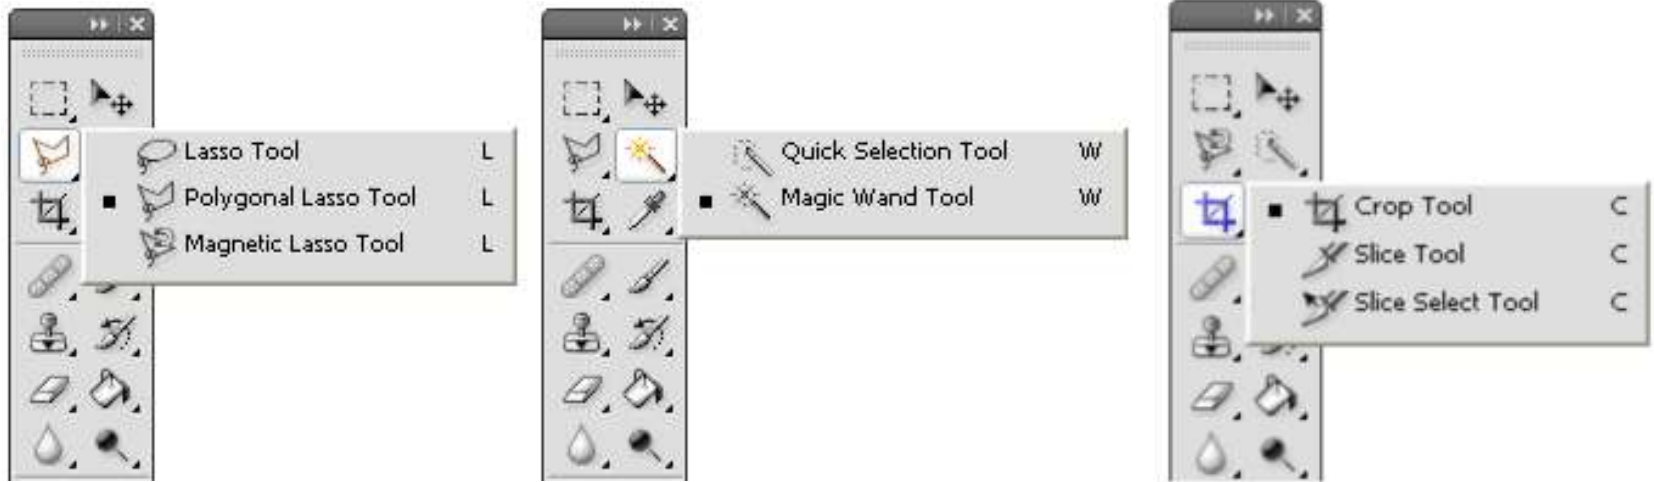 Lasso Tool L
Polygonal Lasso Tool L
Magnetic Lasso Tool L
Quick Selection Tool W
Magic Wand Tool W
Crop Tool C
Slice Tool C
Slice Select Tool C